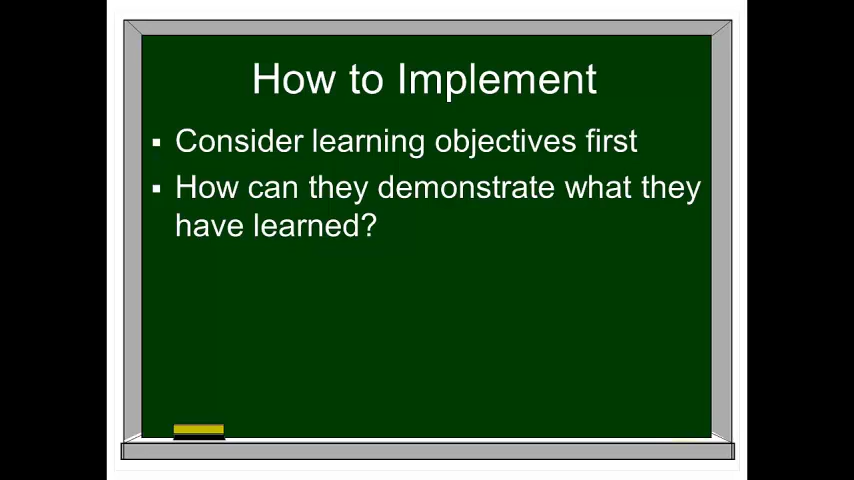 How to Implement
▪ Consider learning objectives first
▪ How can they demonstrate what they
have learned?